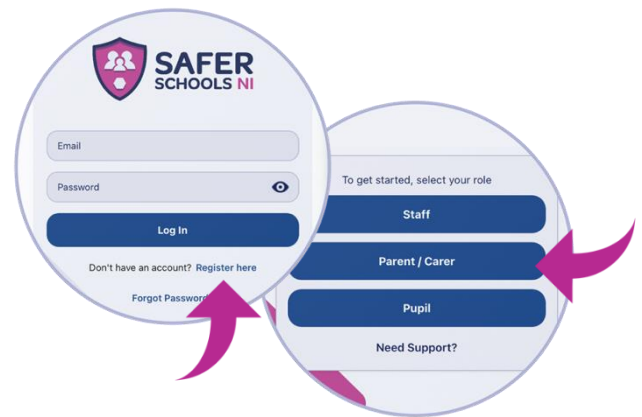 SAFER
SCHOOLS NI
Email
Password
Log In
Don't have an account? Register here
Forgot Password
To get started, select your role
Staff
Parent / Carer
Pupil
Need Support?